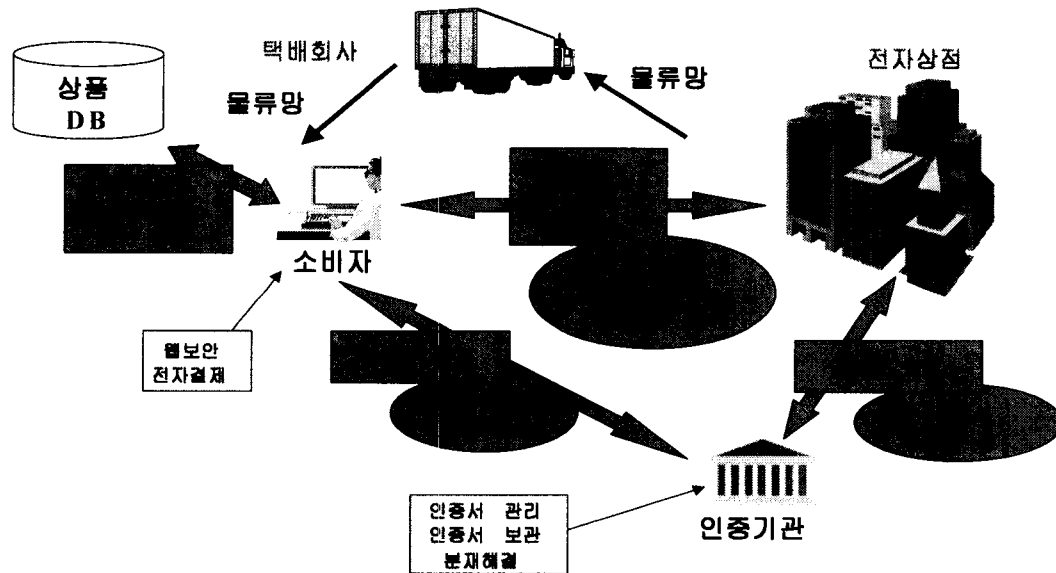 택배회사
전자상점
상품
DB
물류망
물류망
소비자
웹보안
전자결제
인증서 관리
인증서 보관
분재해결
인증기관